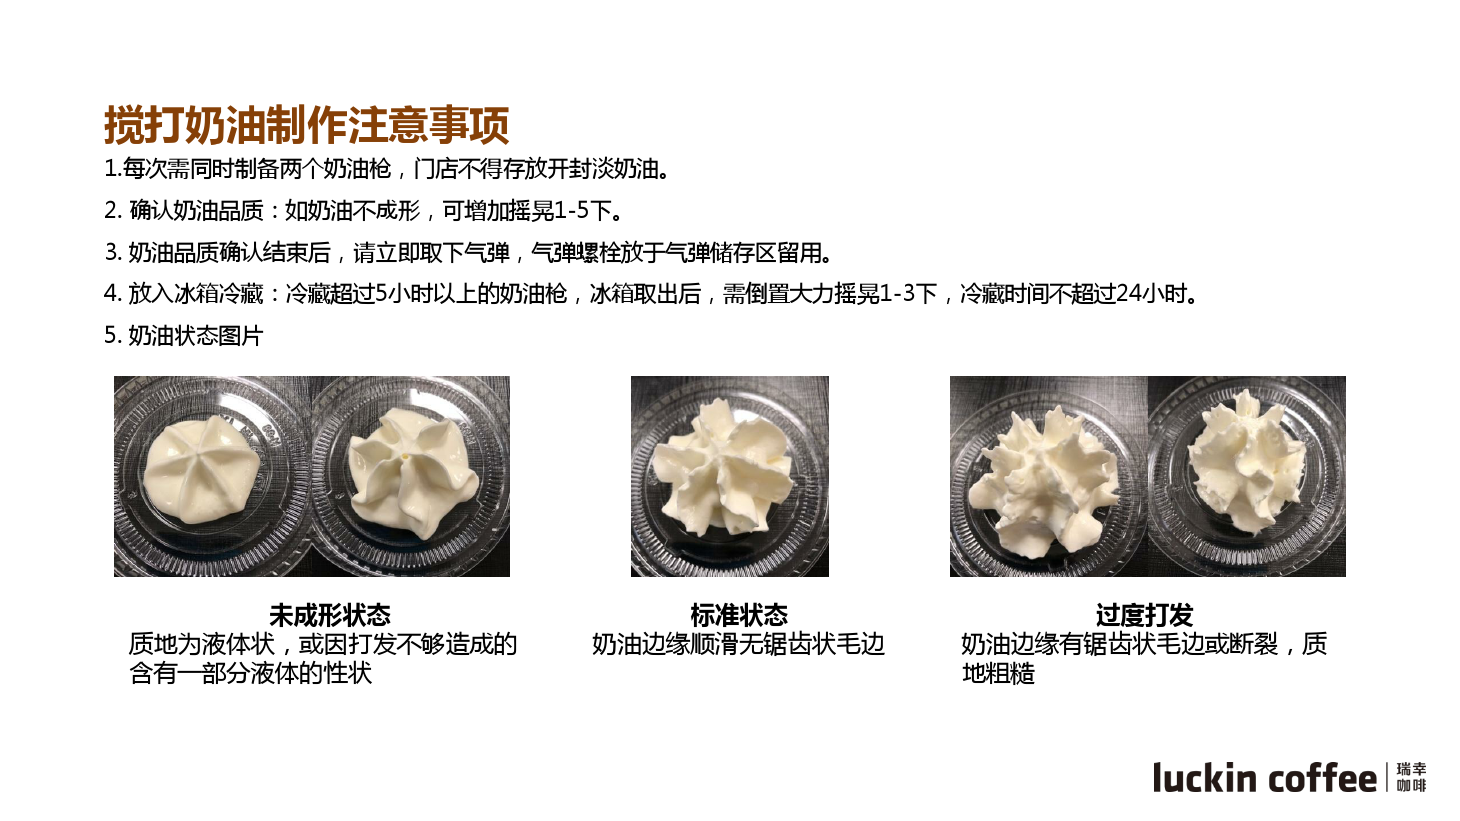 搅打奶油制作注意事项
1.每次需同时制备两个奶油枪，门店不得存放开封淡奶油。
2. 确认奶油品质：如奶油不成形，可增加摇晃1-5下。
3. 奶油品质确认结束后，请立即取下气弹，气弹螺栓放于气弹储存区留用。
4. 放入冰箱冷藏：冷藏超过5小时以上的奶油枪，冰箱取出后，需倒置大力摇晃1-3下，冷藏时间不超过24小时。
5. 奶油状态图片
未成形状态
质地为液体状，或因打发不够造成的
含有一部分液体的性状
标准状态
奶油边缘顺滑无锯齿状毛边
过度打发
奶油边缘有锯齿状毛边或断裂，质
地粗糙
luckin coffee 瑞幸
咖啡